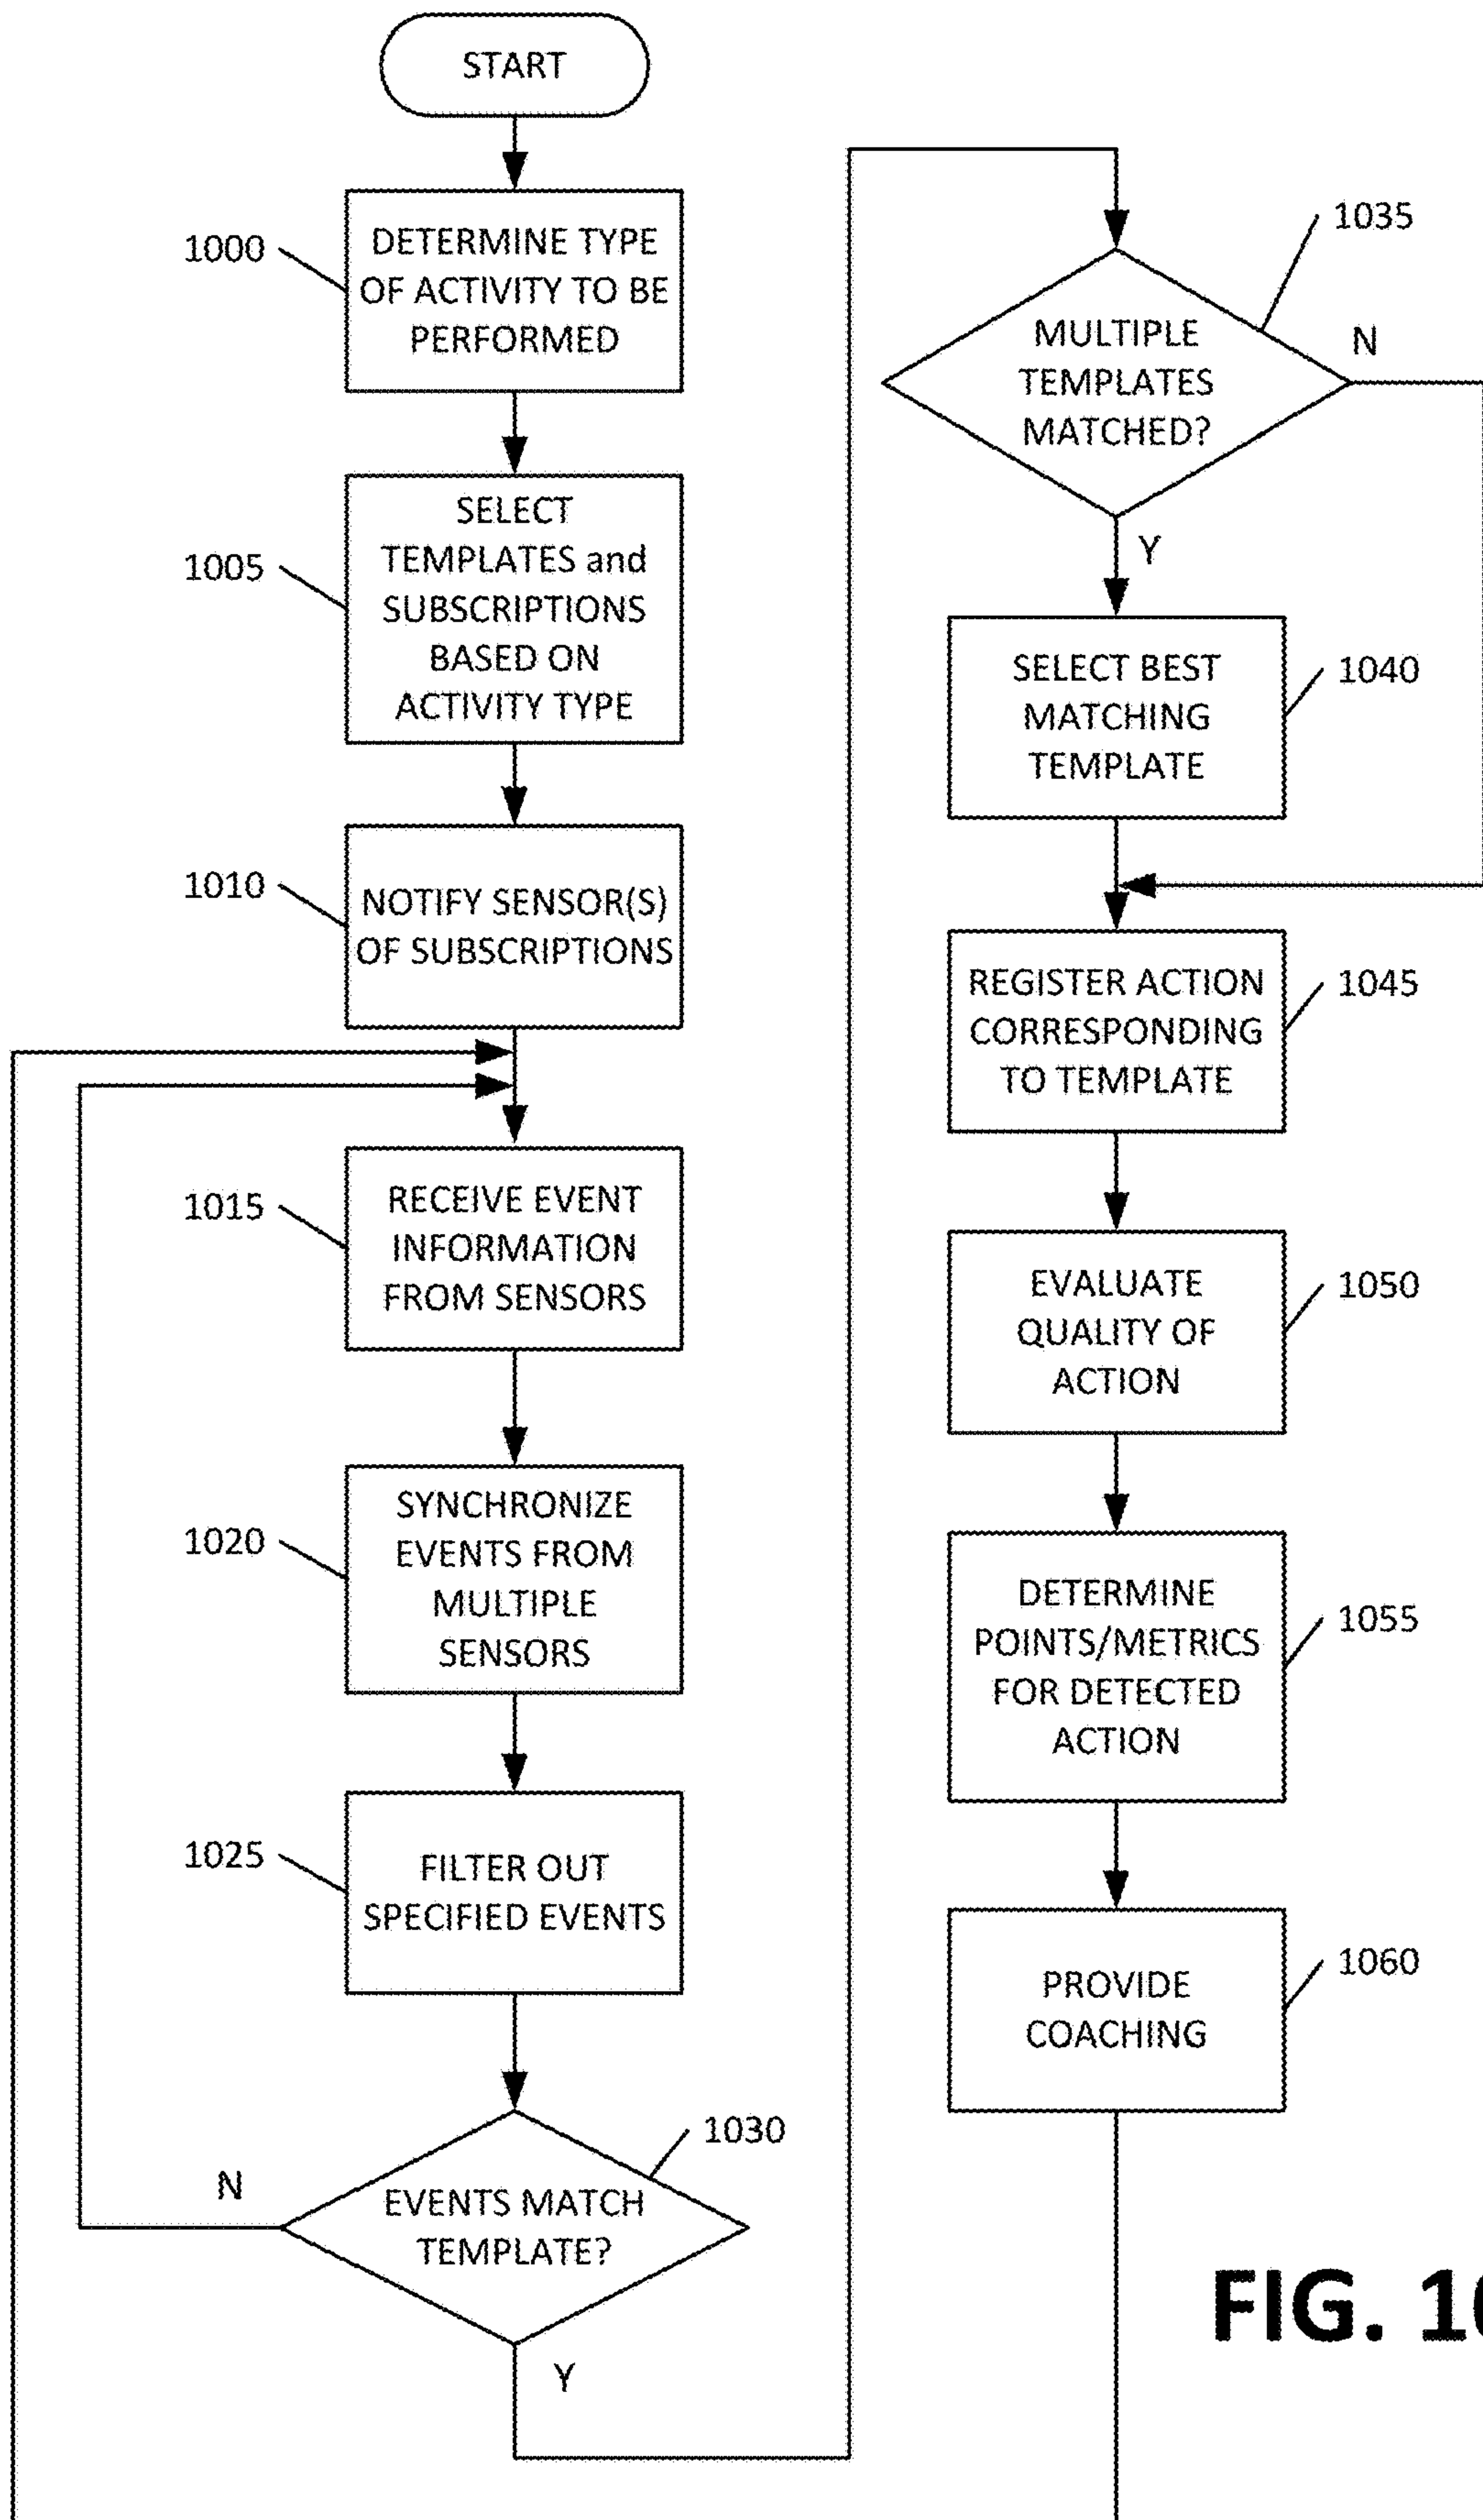 START
1000
DETERMINE TYPE
OF ACTIVITY TO BE
PERFORMED
1005
SELECT
TEMPLATES and
SUBSCRIPTIONS
BASED ON
ACTIVITY TYPE
1010
NOTIFY SENSOR(S)
OF SUBSCRIPTIONS
1015
RECEIVE EVENT
INFORMATION
FROM SENSORS
1020
SYNCHRONIZE
EVENTS FROM
MULTIPLE
SENSORS
1025
FILTER OUT
SPECIFIED EVENTS
1030
N
EVENTS MATCH
TEMPLATE?
Y
1035
MULTIPLE
TEMPLATES
MATCHED?
N
Y
1040
SELECT BEST
MATCHING
TEMPLATE
1045
REGISTER ACTION
CORRESPONDING
TO TEMPLATE
1050
EVALUATE
QUALITY OF
ACTION
1055
DETERMINE
POINTS/METRICS
FOR DETECTED
ACTION
1060
PROVIDE
COACHING
FIG. 10